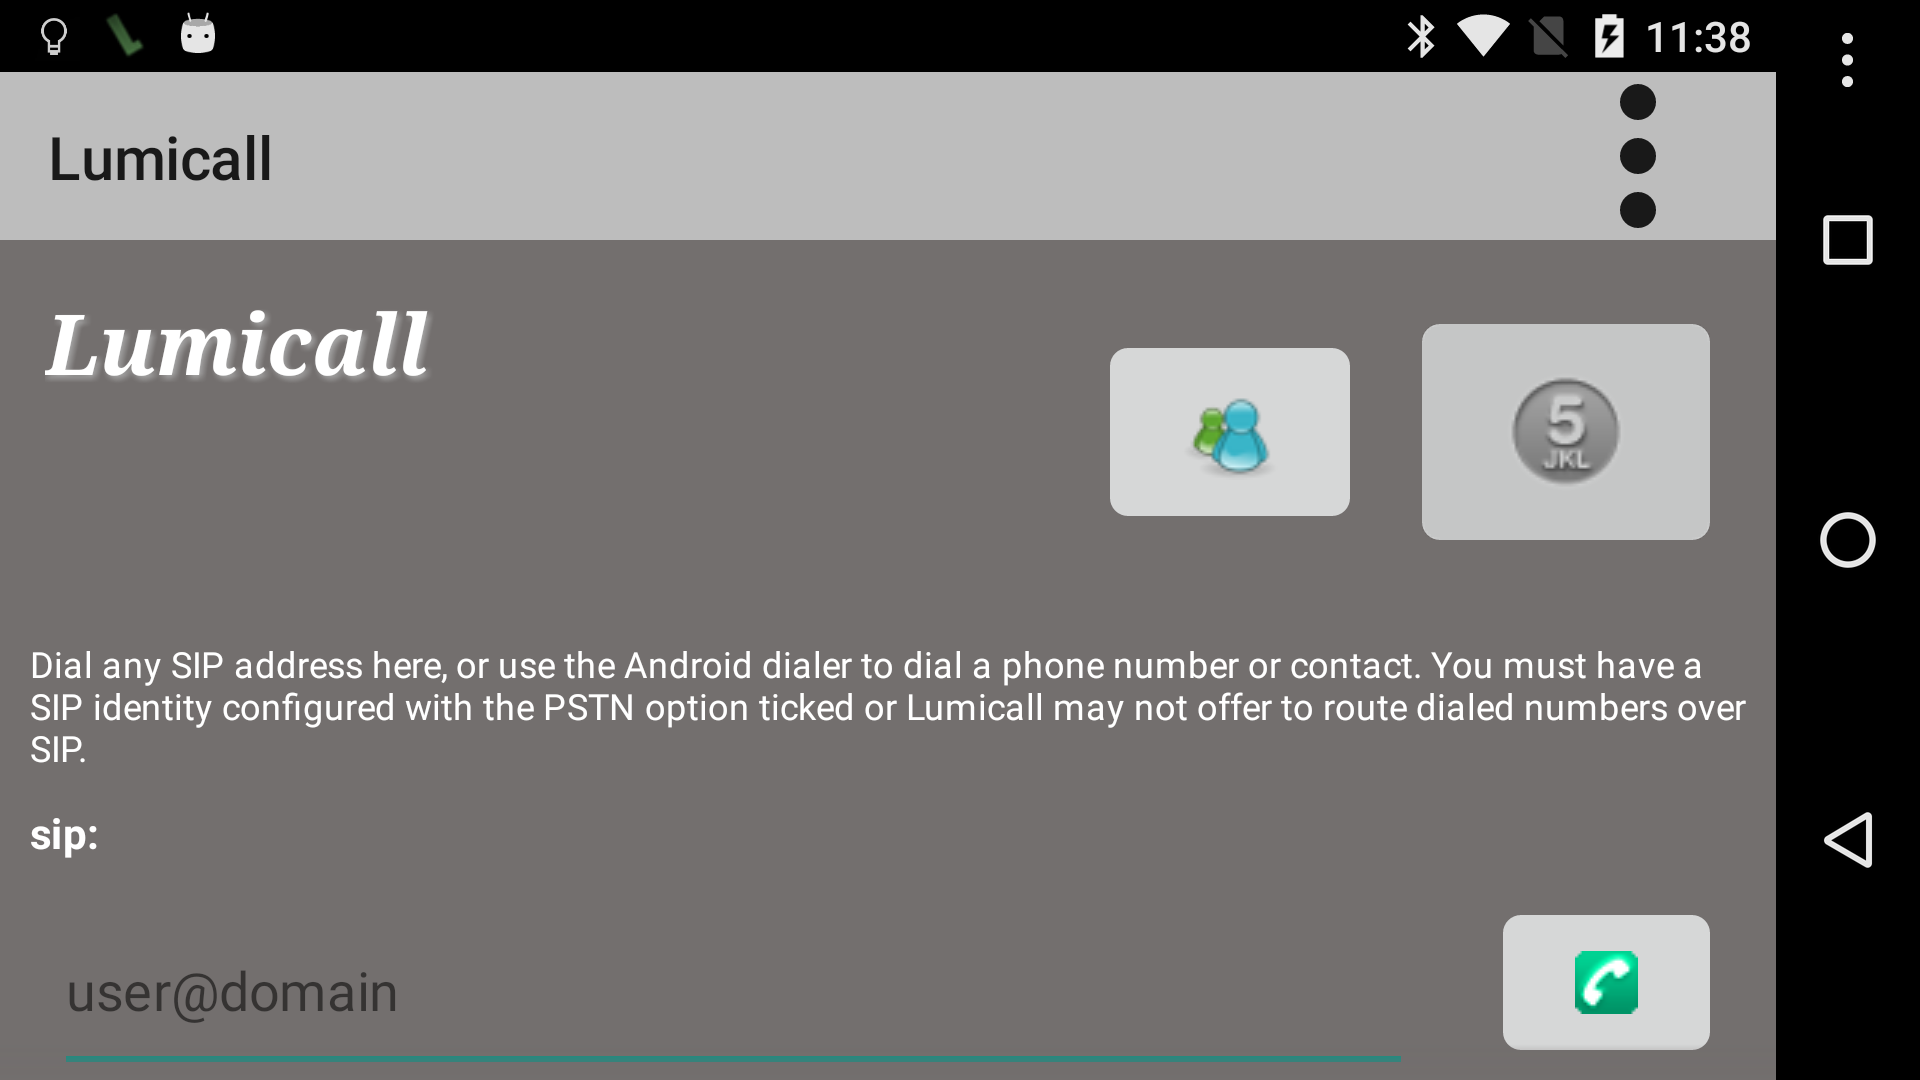 11:38
Lumicall
Lumicall
5
JKL
Dial any SIP address here, or use the Android dialer to dial a phone number or contact. You must have a
SIP identity configured with the PSTN option ticked or Lumicall may not offer to route dialed numbers over
SIP.
sip:
user@domain